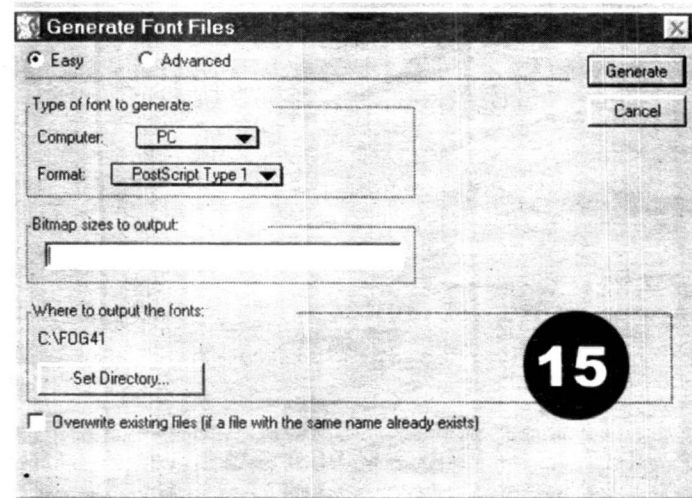 Generate Font Files
Easy Advanced
Generate
Cancel
Type of font to generate:
Computer: PC
Format: PostScript Type 1
Bitmap sizes to output:
Where to output the fonts:
C:\FOG41
Set Directory...
15
Overwrite existing files (if a file with the same name already exists)